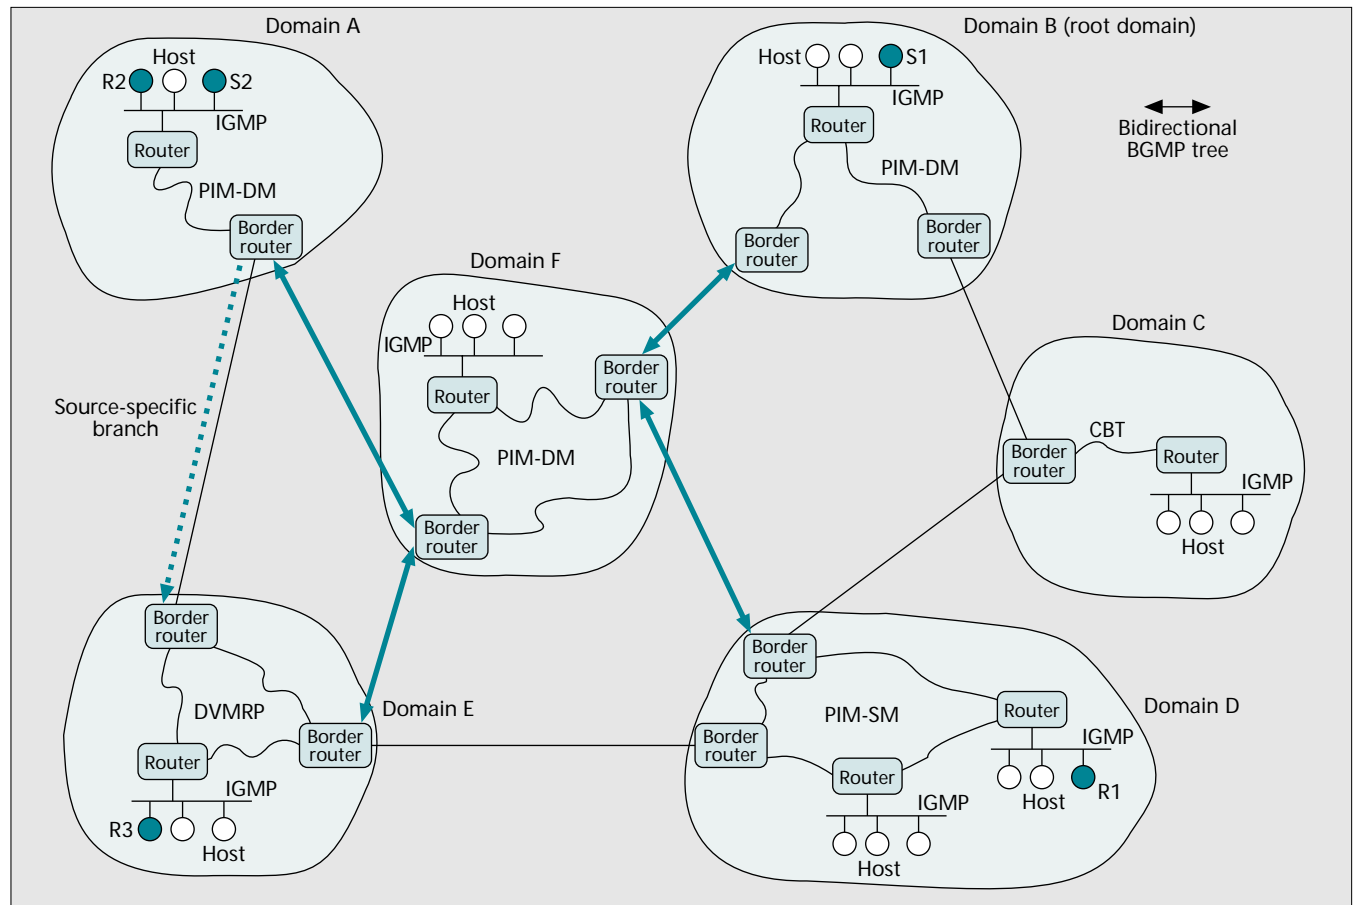 Domain A
Host
R2
S2
IGMP
Router
PIM-DM
Border
router
Domain B (root domain)
Host
S1
IGMP
Router
PIM-DM
Border
router
Border
router
Bidirectional
BGMP tree
Domain F
Host
IGMP
Router
Border
router
PIM-DM
Border
router
Source-specific
branch
Domain C
Border
router
CBT
Router
IGMP
Host
Border
router
DVMRP
Domain E
Border
router
Router
IGMP
R3
Host
Border
router
PIM-SM
Domain D
Router
Border
router
IGMP
Router
Host
R1
IGMP
Host